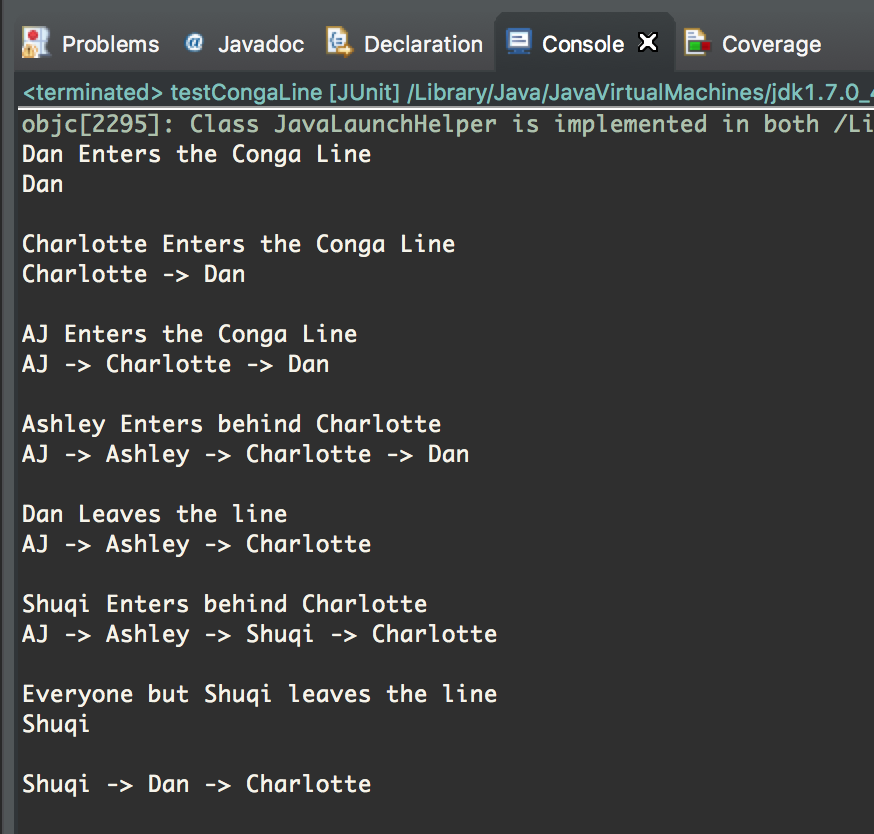 Problems @ Javadoc Declaration Console Coverage
<terminated> testCongaLine [JUnit] /Library/Java/JavaVirtualMachines/jdk1.7.0_4
objc[2295]: Class JavaLaunchHelper is implemented in both /Li
Dan Enters the Conga Line
Dan
Charlotte Enters the Conga Line
Charlotte -> Dan
AJ Enters the Conga Line
AJ -> Charlotte -> Dan
Ashley Enters behind Charlotte
AJ -> Ashley -> Charlotte -> Dan
Dan Leaves the line
AJ -> Ashley -> Charlotte
Shuqi Enters behind Charlotte
AJ -> Ashley -> Shuqi -> Charlotte
Everyone but Shuqi leaves the line
Shuqi
Shuqi -> Dan -> Charlotte